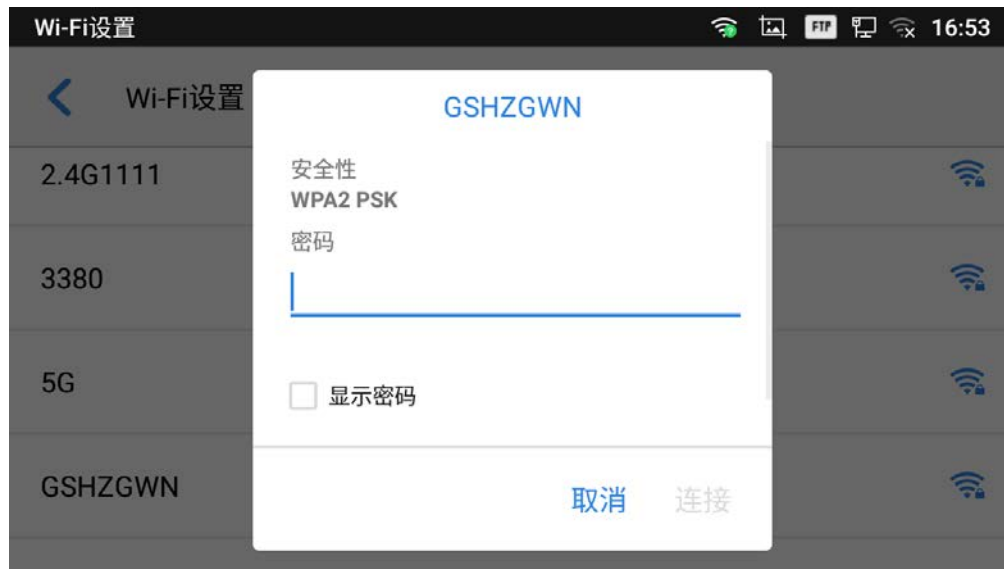 Wi-Fi设置
FTP 16:53
Wi-Fi设置
GSHZGWN
2.4G1111
安全性
WPA2 PSK
密码
3380
5G
显示密码
GSHZGWN
取消 连接